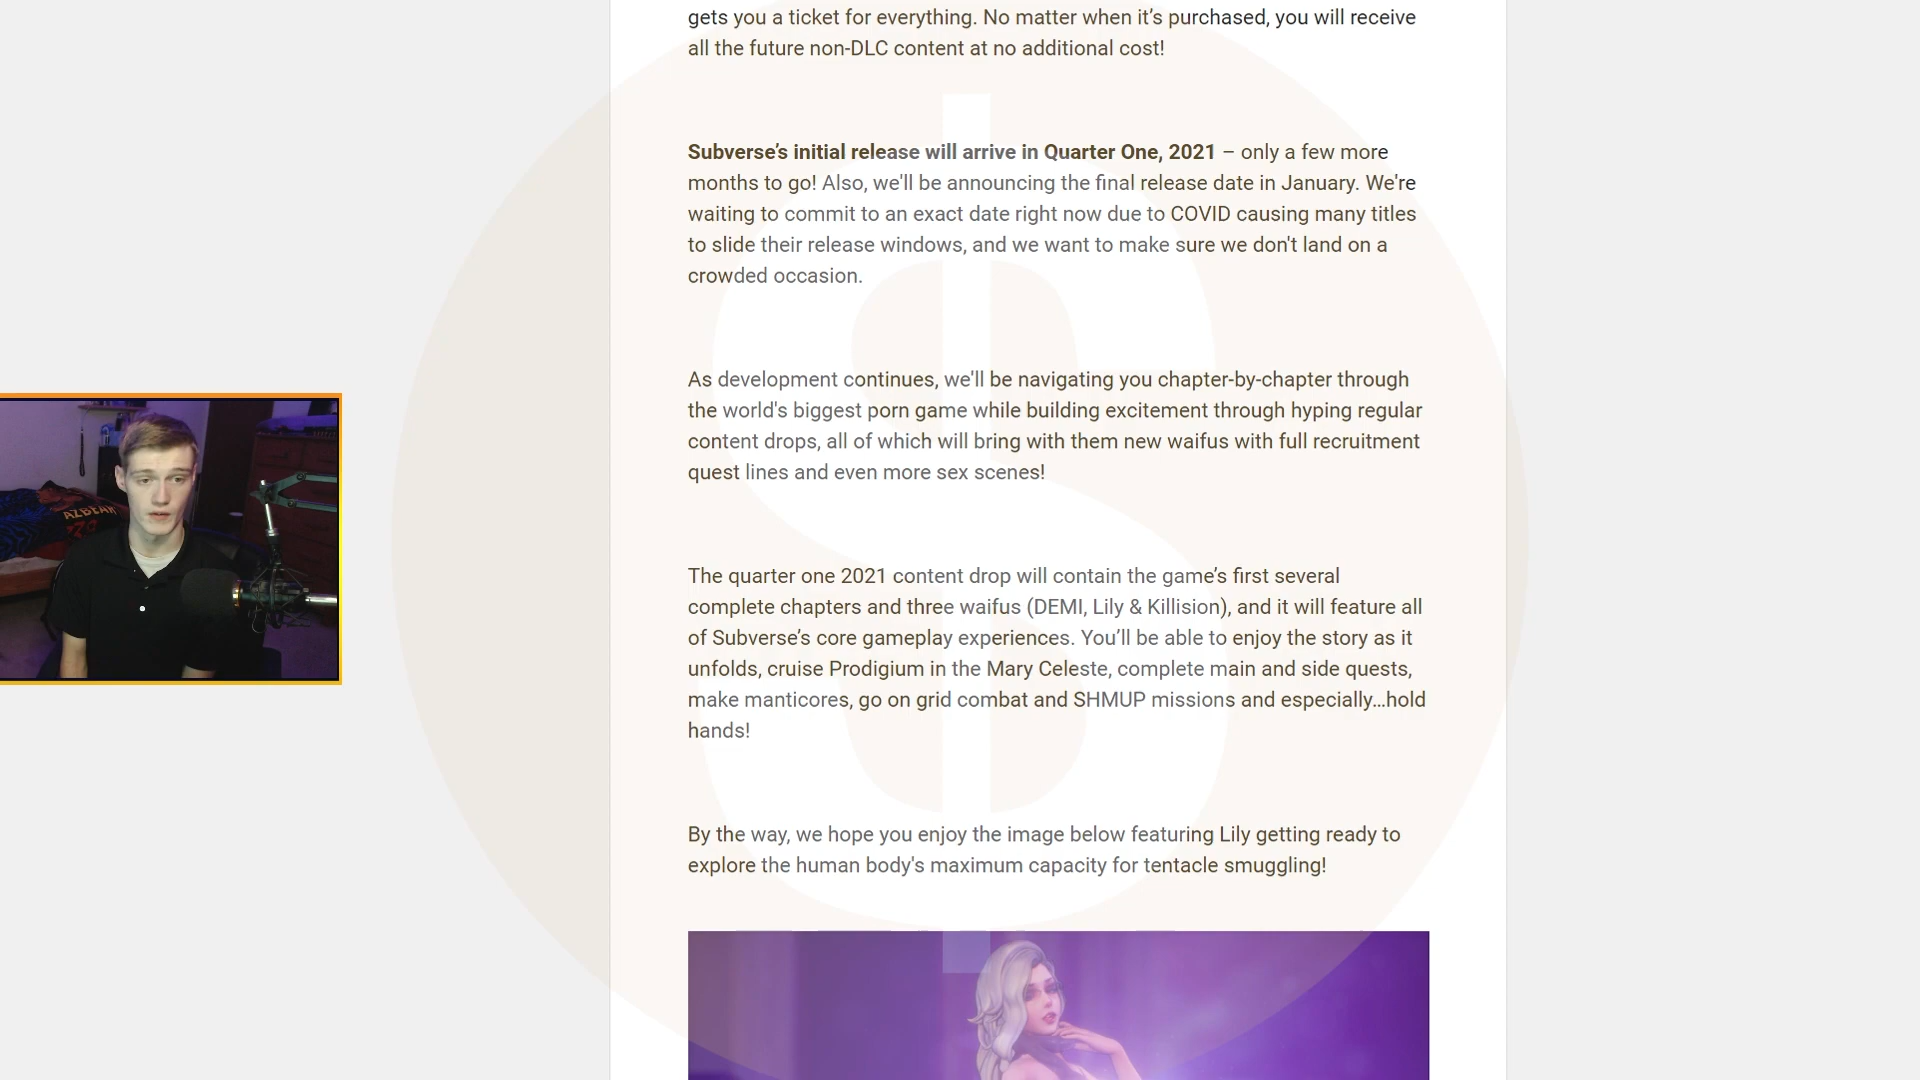 gets you a ticket for everything. No matter when it’s purchased, you will receive
all the future non-DLC content at no additional cost!
Subverse’s initial release will arrive in Quarter One, 2021 – only a few more
months to go! Also, we'll be announcing the final release date in January. We're
waiting to commit to an exact date right now due to COVID causing many titles
to slide their release windows, and we want to make sure we don't land on a
crowded occasion.
As development continues, we'll be navigating you chapter-by-chapter through
the world's biggest porn game while building excitement through hyping regular
content drops, all of which will bring with them new waifus with full recruitment
quest lines and even more sex scenes!
The quarter one 2021 content drop will contain the game’s first several
complete chapters and three waifus (DEMI, Lily & Killision), and it will feature all
of Subverse’s core gameplay experiences. You’ll be able to enjoy the story as it
unfolds, cruise Prodigium in the Mary Celeste, complete main and side quests,
make manticores, go on grid combat and SHMUP missions and especially…hold
hands!
By the way, we hope you enjoy the image below featuring Lily getting ready to
explore the human body's maximum capacity for tentacle smuggling!
$